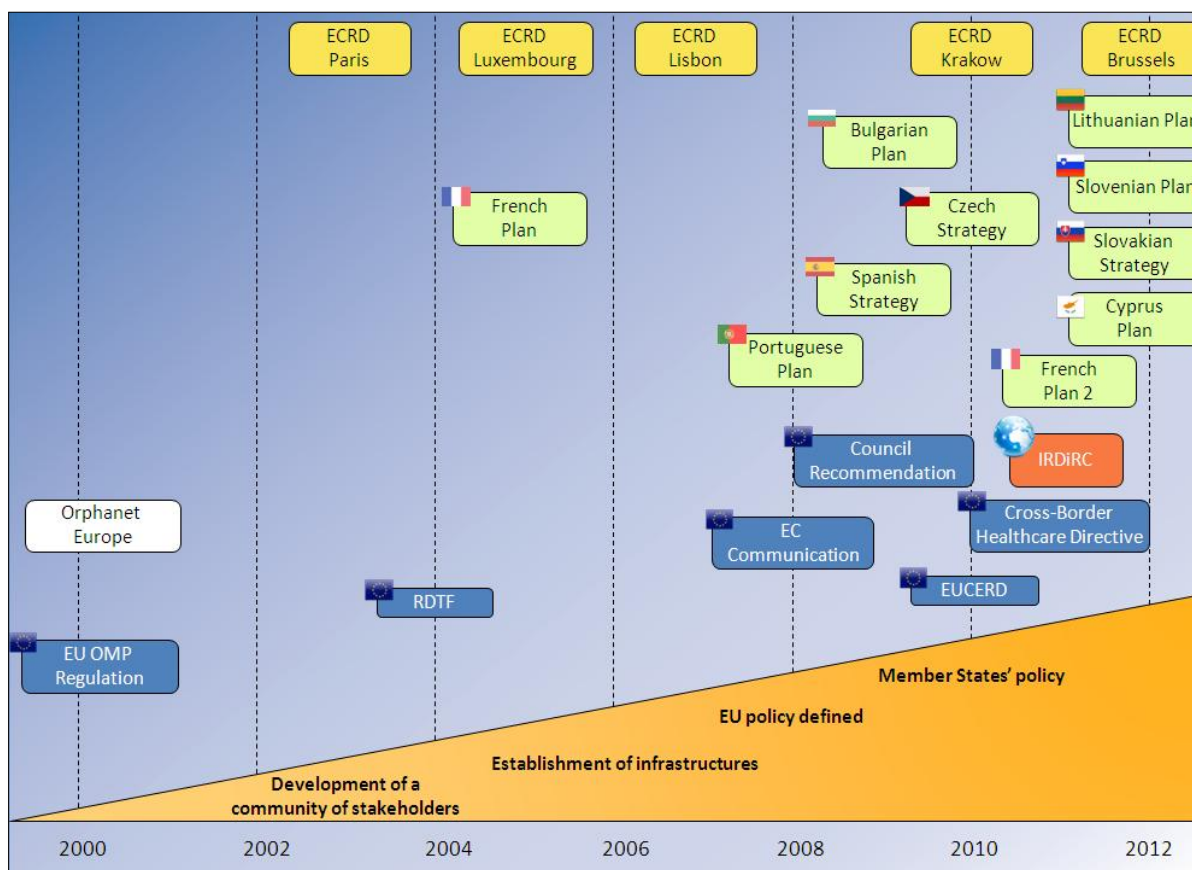 ECRD
Paris
ECRD
Luxembourg
ECRD
Lisbon
ECRD
Krakow
ECRD
Brussels
Lithuanian Plan
Bulgarian
Plan
Slovenian Plan
French
Plan
Czech
Strategy
Slovakian
Strategy
Spanish
Strategy
Cyprus
Plan
Portuguese
Plan
French
Plan 2
Council
Recommendation
IRDiRC
Orphanet
Europe
EC
Communication
Cross-Border
Healthcare Directive
RDTF
EUCERD
EU OMP
Regulation
Member States’ policy
EU policy defined
Establishment of infrastructures
Development of a
community of stakeholders
2000
2002
2004
2006
2008
2010
2012